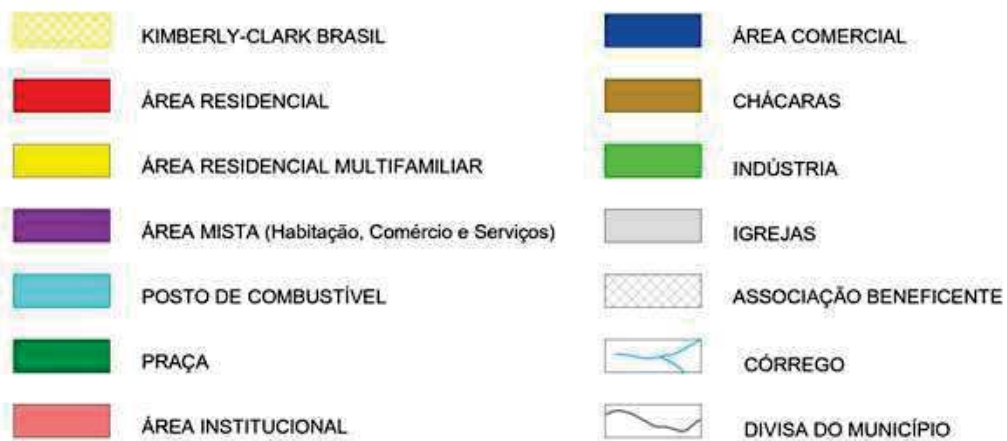 KIMBERLY-CLARK BRASIL
ÁREA RESIDENCIAL
ÁREA RESIDENCIAL MULTIFAMILIAR
ÁREA MISTA (Habitação, Comércio e Serviços)
POSTO DE COMBUSTÍVEL
PRAÇA
ÁREA INSTITUCIONAL
ÁREA COMERCIAL
CHÁCARAS
INDÚSTRIA
IGREJAS
ASSOCIAÇÃO BENEFICENTE
CÓRREGO
DIVISA DO MUNICÍPIO